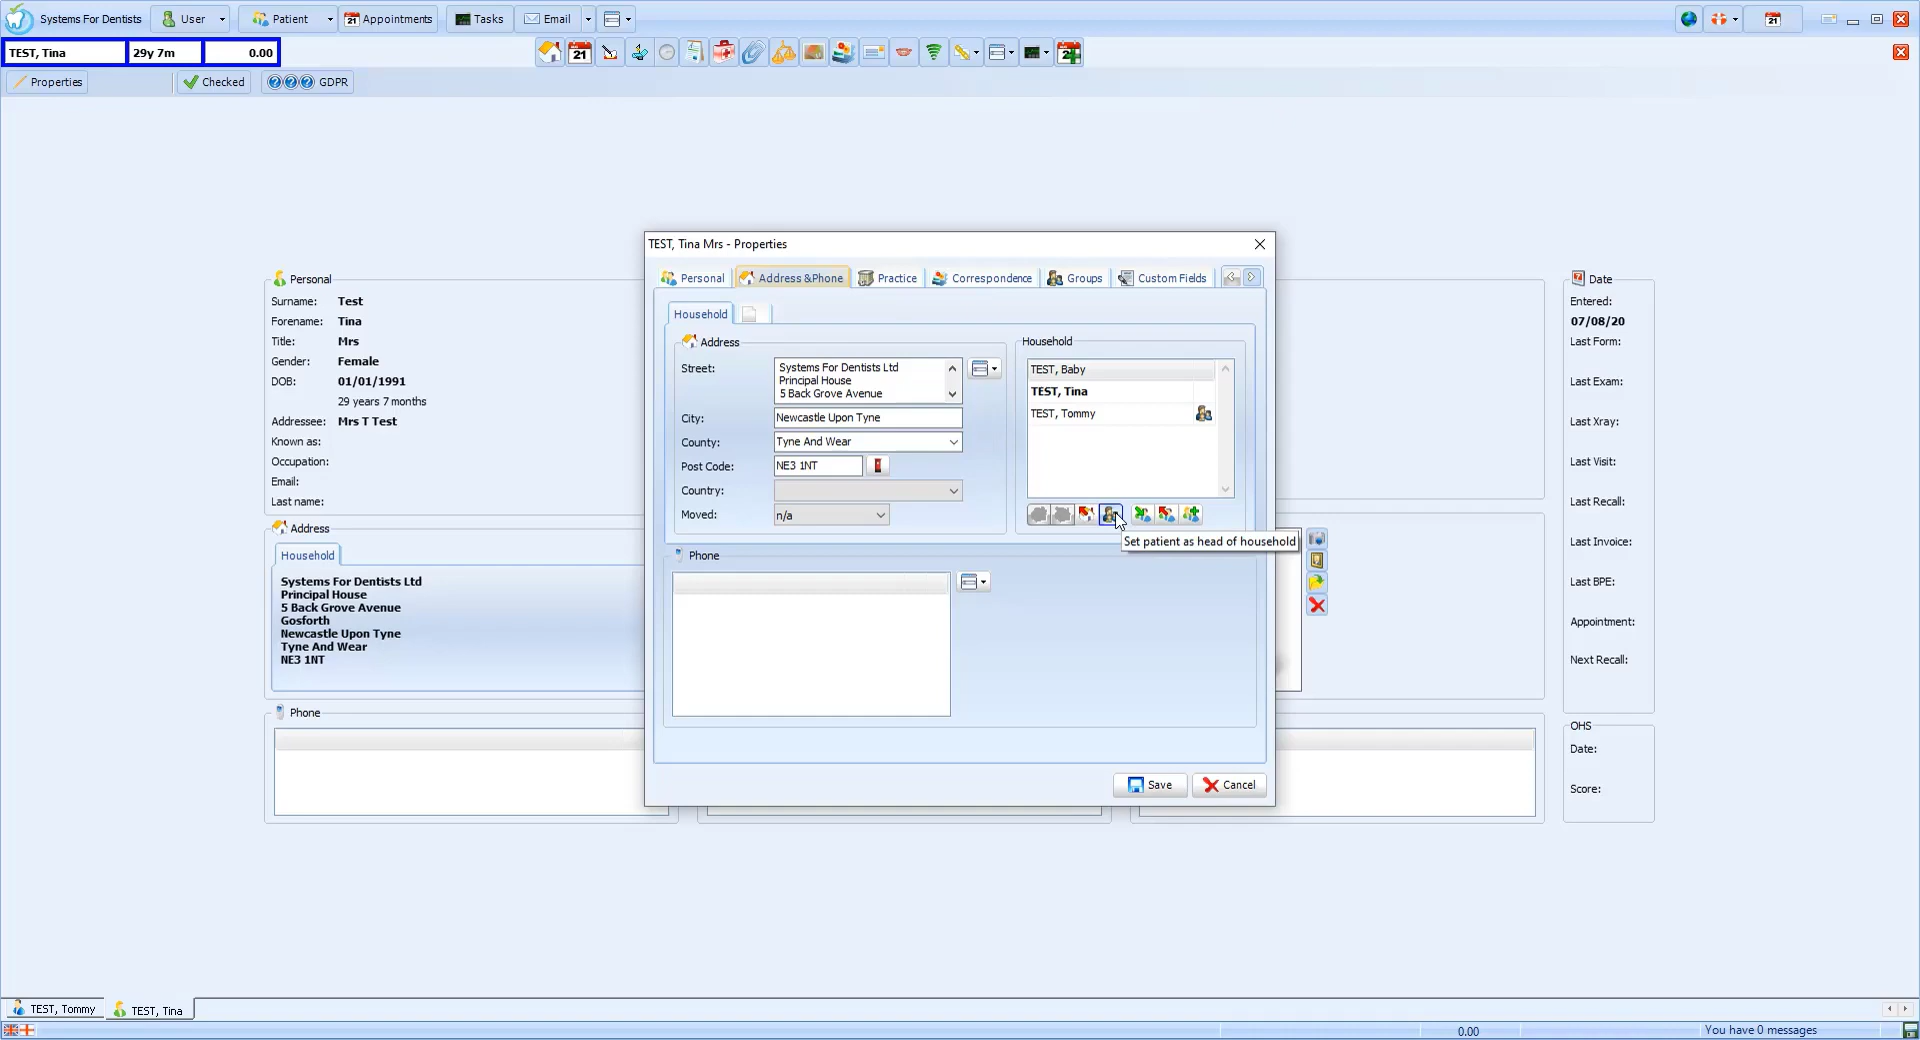 Systems For Dentists
User
Patient
21 Appointments
Tasks
Email
21
TEST, Tina
29y 7m
0.00
21
Properties
Checked
??? GDPR
TEST, Tina Mrs - Properties
Personal
Address &Phone
Practice
Correspondence
Groups
Custom Fields
Household
Address
Street:
Systems For Dentists Ltd
Principal House
5 Back Grove Avenue
City:
Newcastle Upon Tyne
County:
Tyne And Wear
Post Code:
NE3 1NT
Country:
Moved:
n/a
Household
TEST, Baby
TEST, Tina
TEST, Tommy
Set patient as head of household
Phone
Save
Cancel
Personal
Surname: Test
Forename: Tina
Title: Mrs
Gender: Female
DOB: 01/01/1991
29 years 7 months
Addressee: Mrs T Test
Known as:
Occupation:
Email:
Last name:
Address
Household
Systems For Dentists Ltd
Principal House
5 Back Grove Avenue
Gosforth
Newcastle Upon Tyne
Tyne And Wear
NE3 1NT
Phone
Date
Entered:
07/08/20
Last Form:
Last Exam:
Last Xray:
Last Visit:
Last Recall:
Last Invoice:
Last BPE:
Appointment:
Next Recall:
OHS
Date:
Score:
TEST, Tommy
TEST, Tina
0.00
You have 0 messages